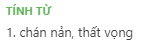 TÍNH TỪ
1. chán nản, thất vọng